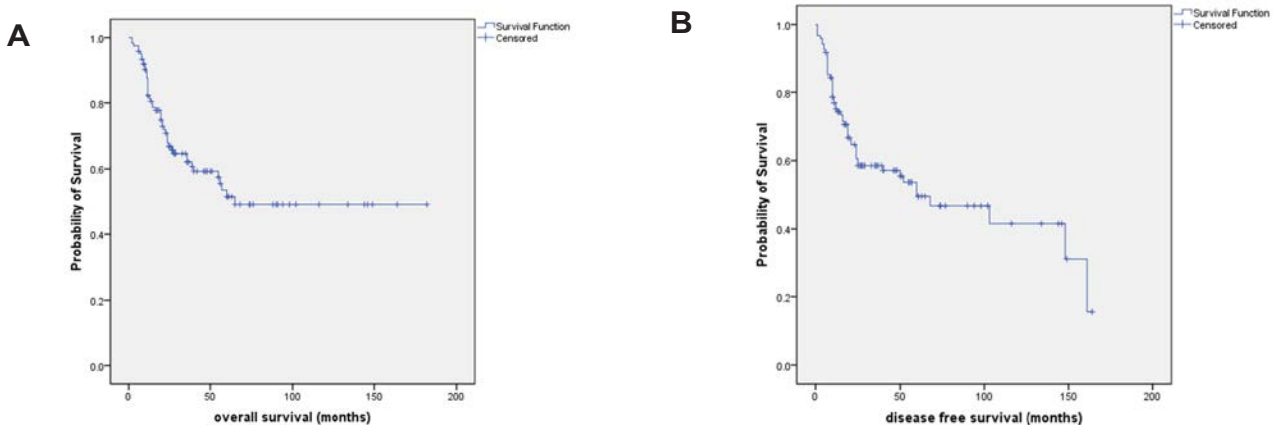 A
Survival Function
Censored
Probability of Survival
1.0
0.8
0.6
0.4
0.2
0.0
0 50 100 150 200
overall survival (months)
B
Survival Function
Censored
Probability of Survival
1.0
0.8
0.6
0.4
0.2
0.0
0 50 100 150 200
disease free survival (months)